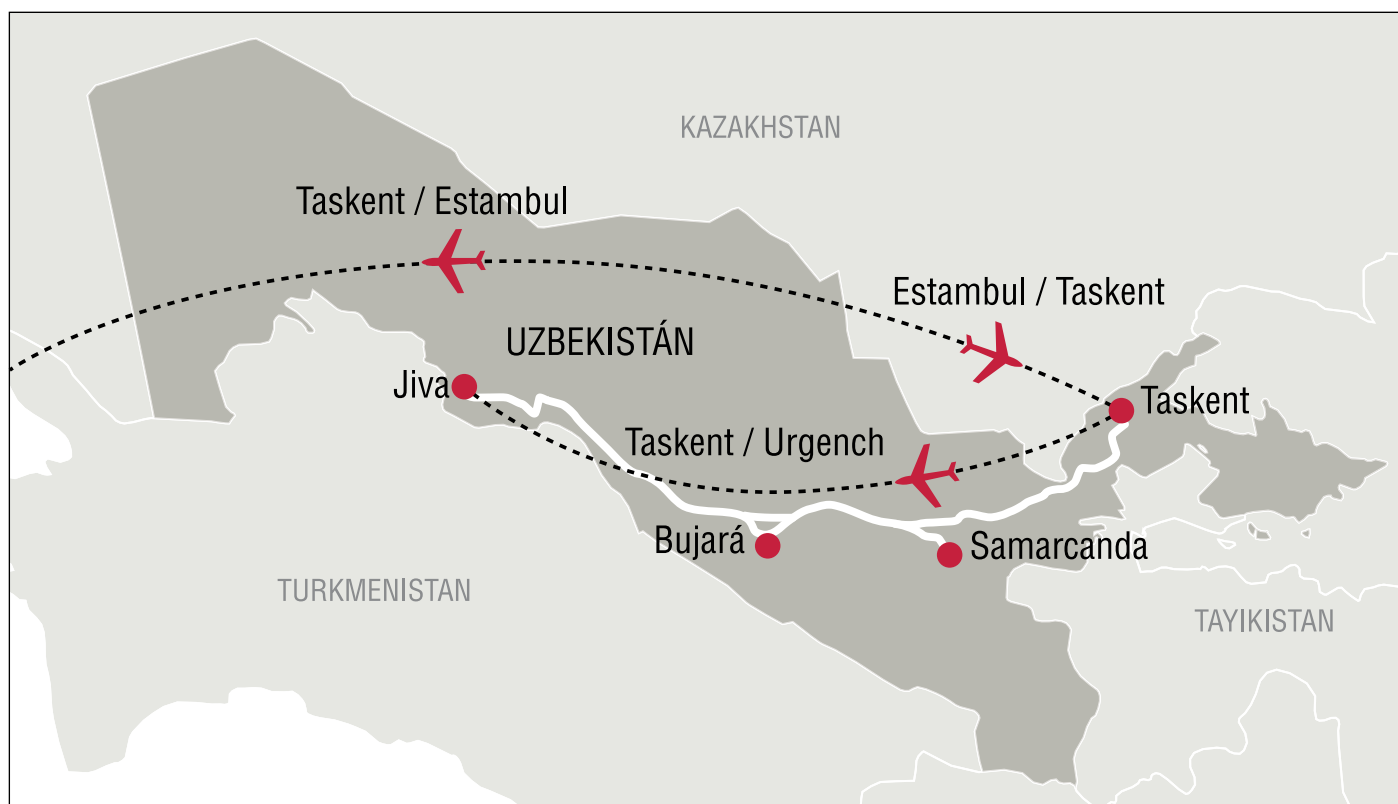 KAZAKHSTAN
Taskent / Estambul
Estambul / Taskent
UZBEKISTÁN
Jiva
Taskent
Taskent / Urgench
Bujará
Samarcanda
TURKMENISTAN
TAYIKISTAN